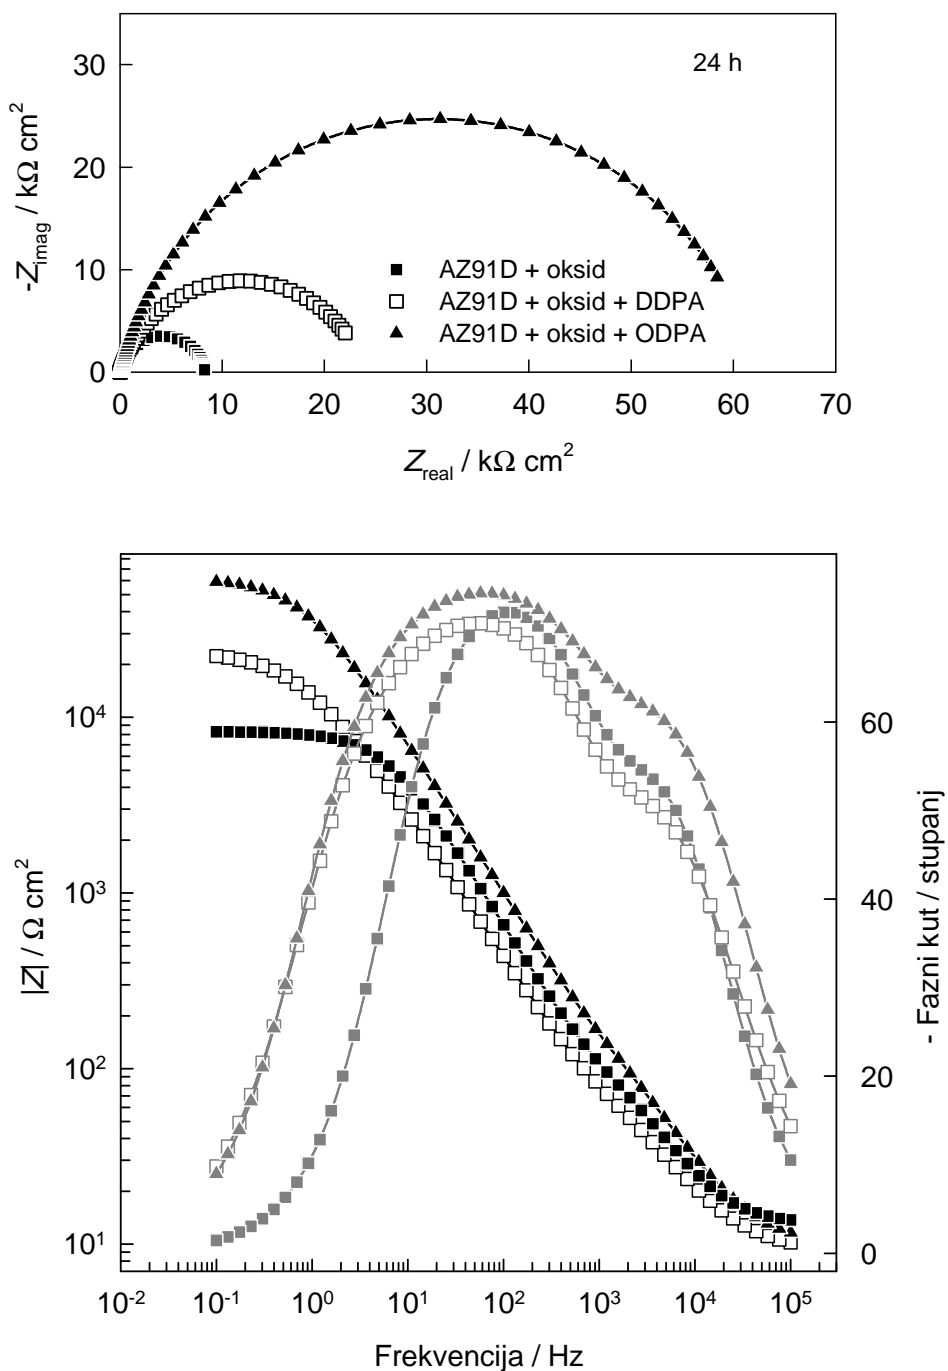 24 h
30
20
10
0
-Z_imag / kΩ cm²
AZ91D + oksid
AZ91D + oksid + DDPA
AZ91D + oksid + ODPA
0 10 20 30 40 50 60 70
Z_real / kΩ cm²
10⁴
10³
10²
10¹
|Z| / Ω cm²
60
40
20
0
- Fazni kut / stupanj
10⁻² 10⁻¹ 10⁰ 10¹ 10² 10³ 10⁴ 10⁵
Frekvencija / Hz